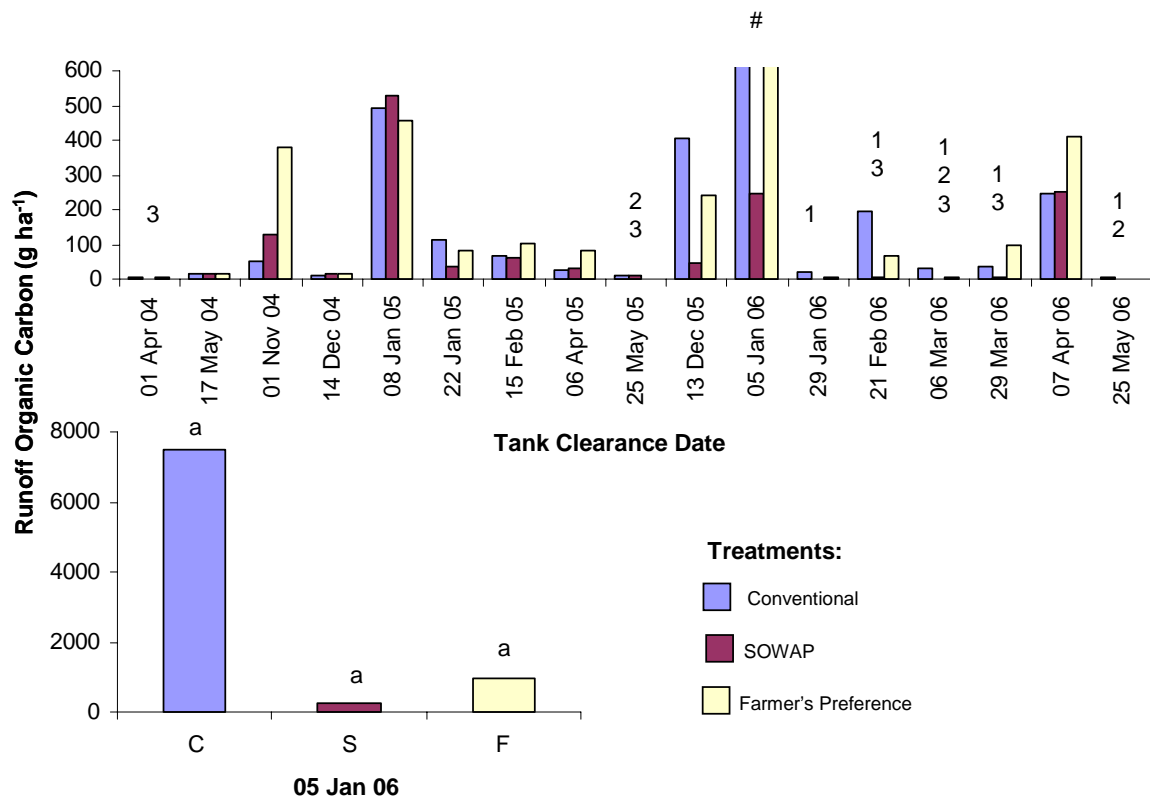 #
600
500
400
300
200
100
0
3
2
3
1
1
3
1
2
3
1
3
1
2
01 Apr 04
17 May 04
01 Nov 04
14 Dec 04
08 Jan 05
22 Jan 05
15 Feb 05
06 Apr 05
25 May 05
13 Dec 05
05 Jan 06
29 Jan 06
21 Feb 06
06 Mar 06
29 Mar 06
07 Apr 06
25 May 06
Tank Clearance Date
Runoff Organic Carbon (g ha⁻¹)
8000
6000
4000
2000
0
a
a
a
C
S
F
05 Jan 06
Treatments:
Conventional
SOWAP
Farmer's Preference